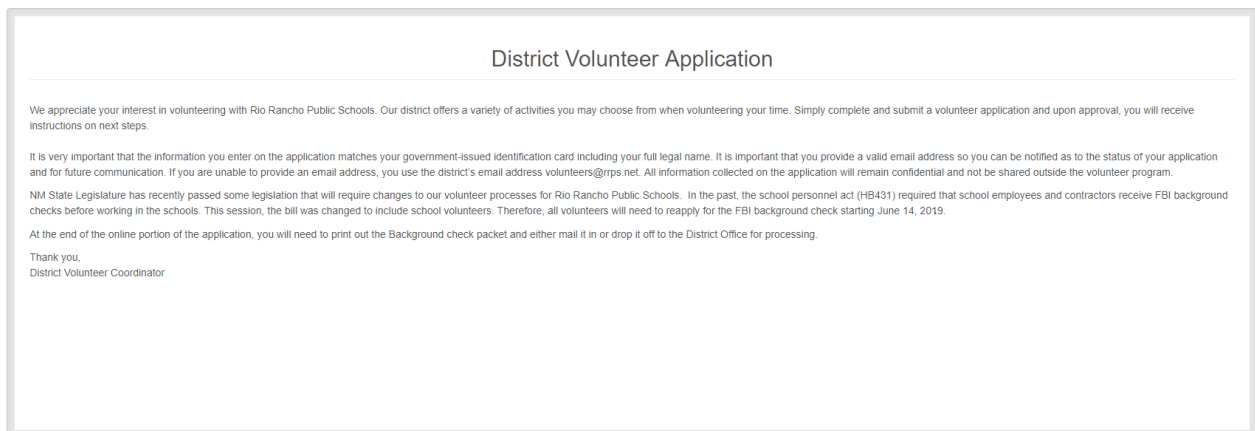 District Volunteer Application
We appreciate your interest in volunteering with Rio Rancho Public Schools. Our district offers a variety of activities you may choose from when volunteering your time. Simply complete and submit a volunteer application and upon approval, you will receive
instructions on next steps.
It is very important that the information you enter on the application matches your government-issued identification card including your full legal name. It is important that you provide a valid email address so you can be notified as to the status of your application
and for future communication. If you are unable to provide an email address, you use the district's email address volunteers@rrps.net. All information collected on the application will remain confidential and not be shared outside the volunteer program.
NM State Legislature has recently passed some legislation that will require changes to our volunteer processes for Rio Rancho Public Schools.  In the past, the school personnel act (HB431) required that school employees and contractors receive FBI background
checks before working in the schools. This session, the bill was changed to include school volunteers. Therefore, all volunteers will need to reapply for the FBI background check starting June 14, 2019.
At the end of the online portion of the application, you will need to print out the Background check packet and either mail it in or drop it off to the District Office for processing.
Thank you,
District Volunteer Coordinator